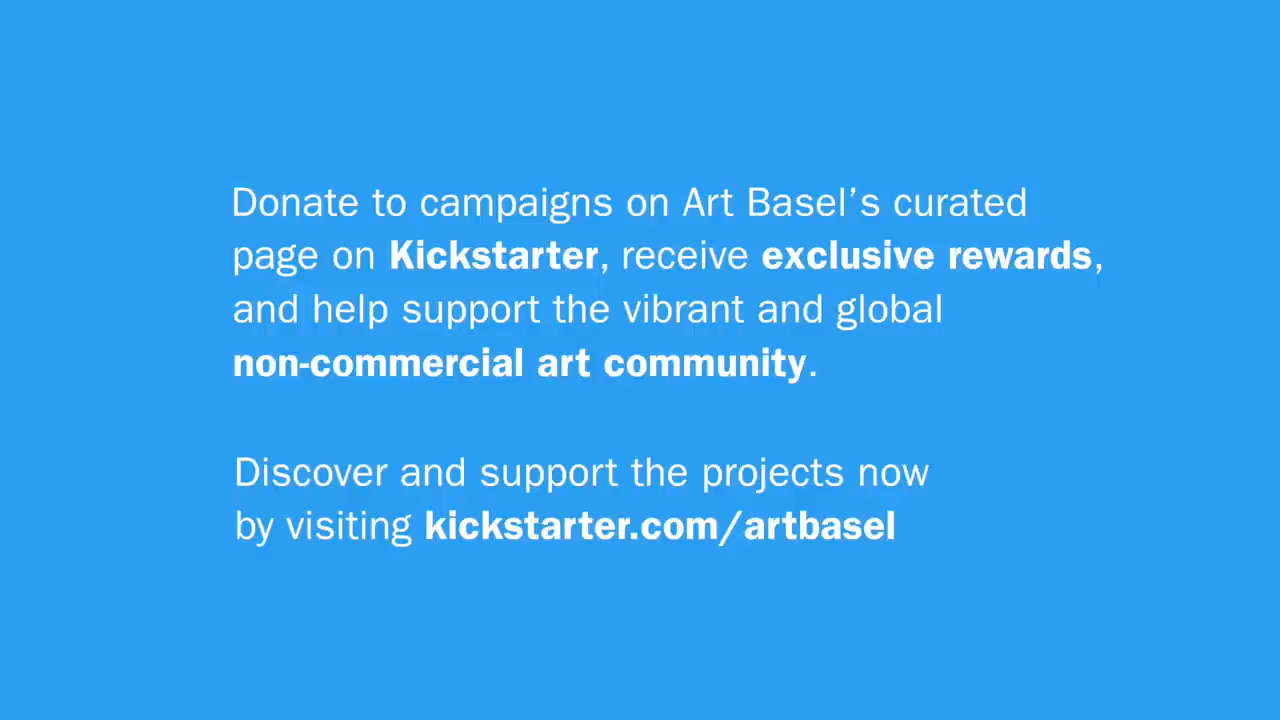 Donate to campaigns on Art Basel’s curated
page on Kickstarter, receive exclusive rewards,
and help support the vibrant and global
non-commercial art community.
Discover and support the projects now
by visiting kickstarter.com/artbasel